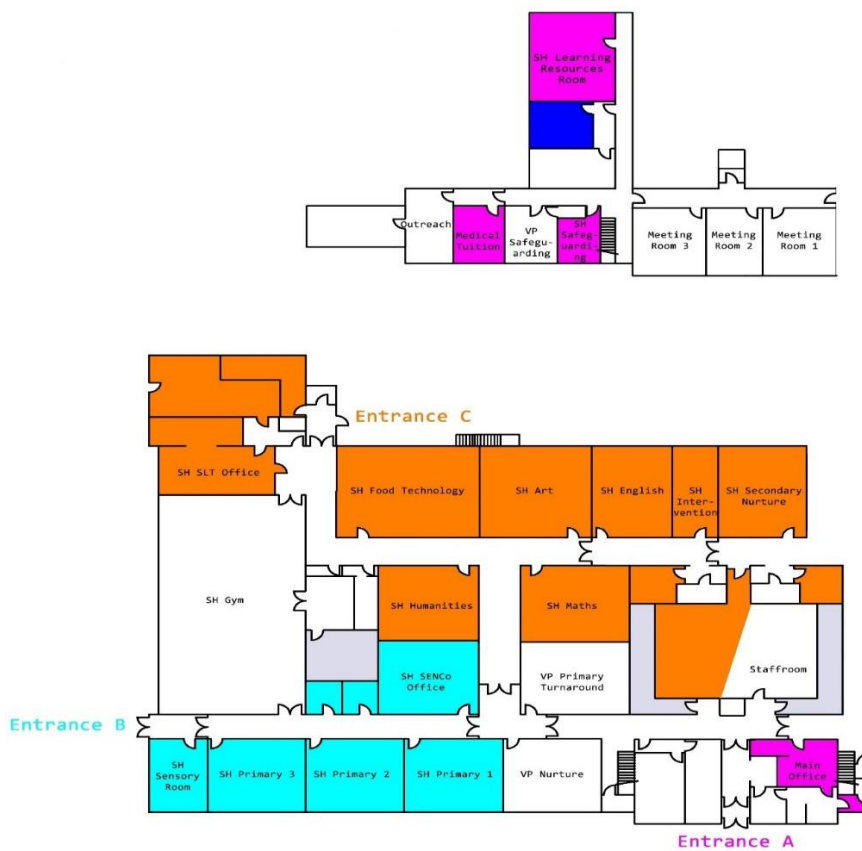 SH Learning
Resources
Room
Outreach
Medical
Tuition
VP
Safegu-
arding
SH
Safeg-
uardi-
ng
Meeting
Room 3
Meeting
Room 2
Meeting
Room 1
Entrance C
SH SLT Office
SH Food Technology
SH Art
SH English
SH
Inter-
vention
SH Secondary
Nurture
SH Gym
SH Humanities
SH Maths
SH SENCo
Office
VP Primary
Turnaround
Staffroom
Entrance B
SH
Sensory
Room
SH Primary 3
SH Primary 2
SH Primary 1
VP Nurture
Main
Office
Entrance A